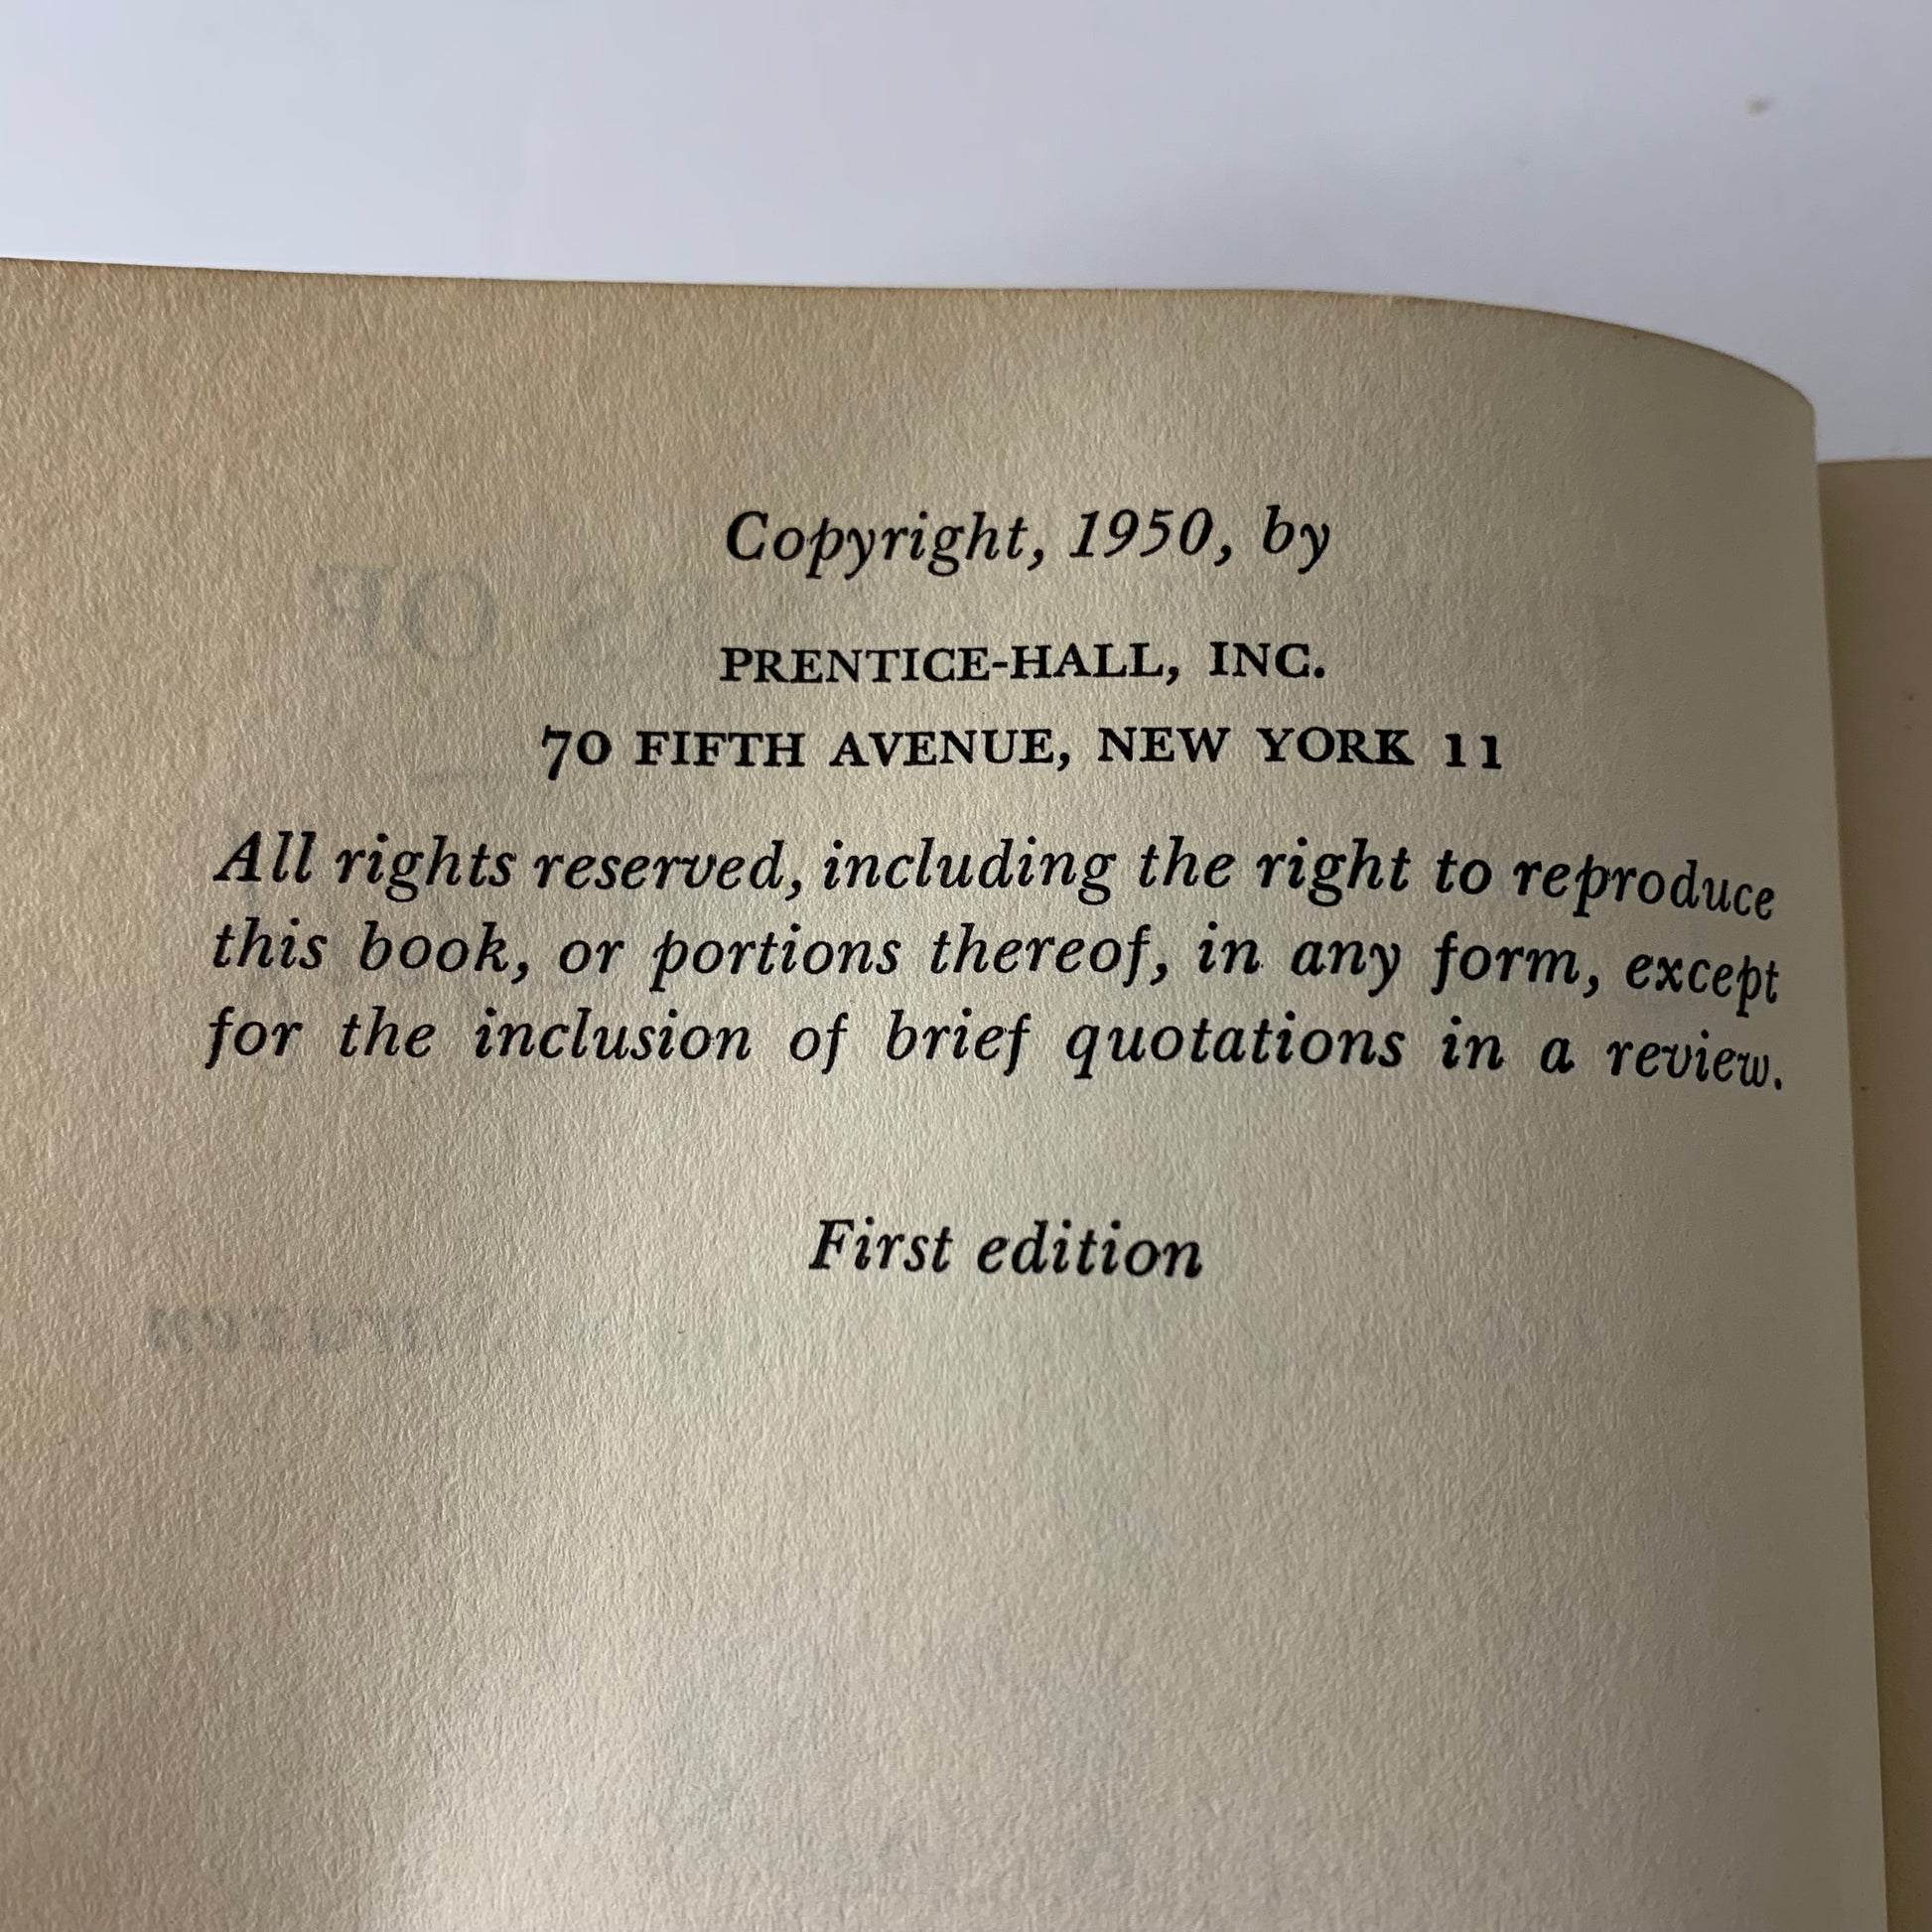 Copyright, 1950, by
PRENTICE-HALL, INC.
70 FIFTH AVENUE, NEW YORK 11
All rights reserved, including the right to reproduce
this book, or portions thereof, in any form, except
for the inclusion of brief quotations in a review.
First edition